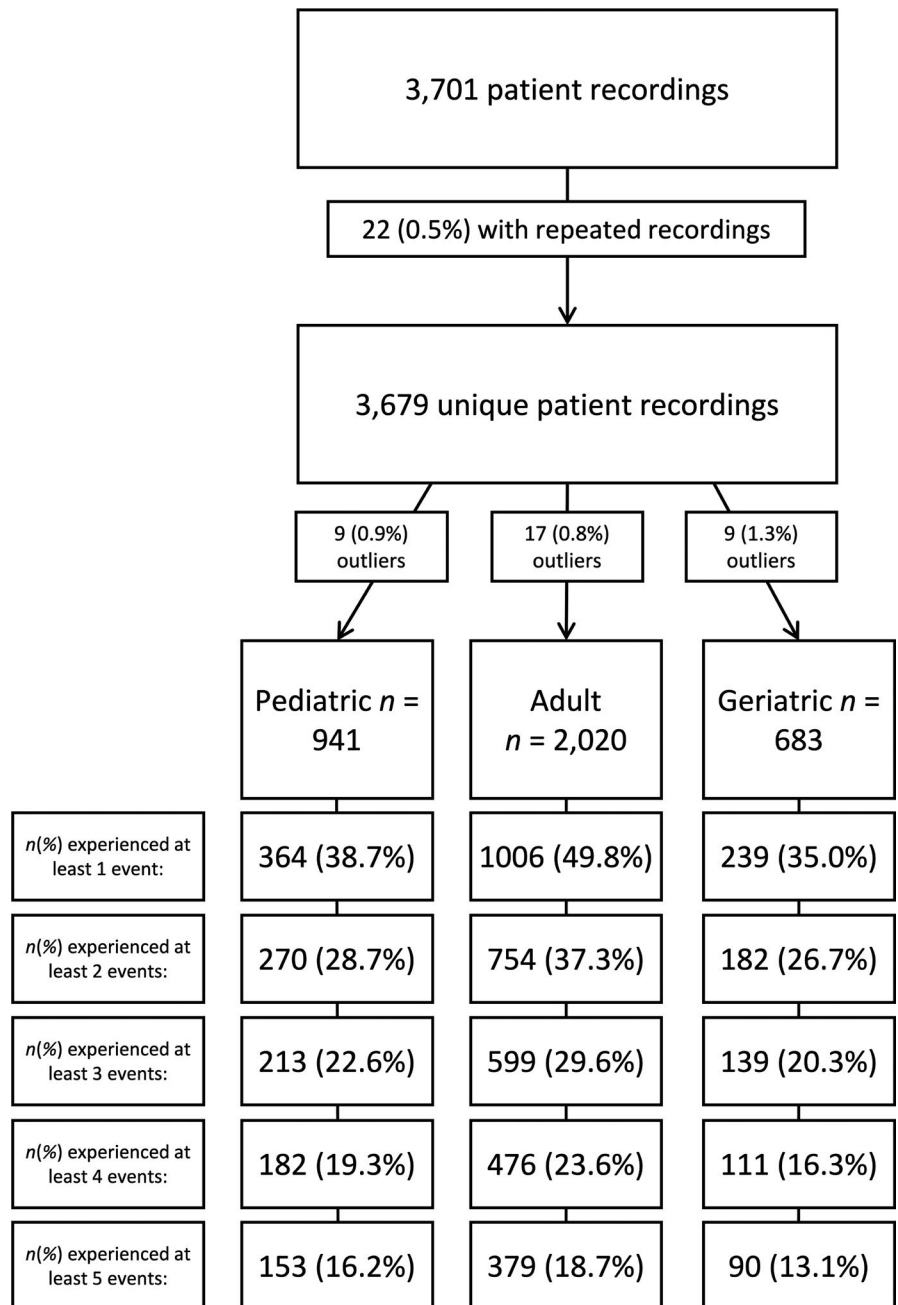 3,701 patient recordings
22 (0.5%) with repeated recordings
3,679 unique patient recordings
9 (0.9%)
outliers
17 (0.8%)
outliers
9 (1.3%)
outliers
Pediatric n =
941
Adult
n = 2,020
Geriatric n =
683
n(%) experienced at
least 1 event:
364 (38.7%)
1006 (49.8%)
239 (35.0%)
n(%) experienced at
least 2 events:
270 (28.7%)
754 (37.3%)
182 (26.7%)
n(%) experienced at
least 3 events:
213 (22.6%)
599 (29.6%)
139 (20.3%)
n(%) experienced at
least 4 events:
182 (19.3%)
476 (23.6%)
111 (16.3%)
n(%) experienced at
least 5 events:
153 (16.2%)
379 (18.7%)
90 (13.1%)